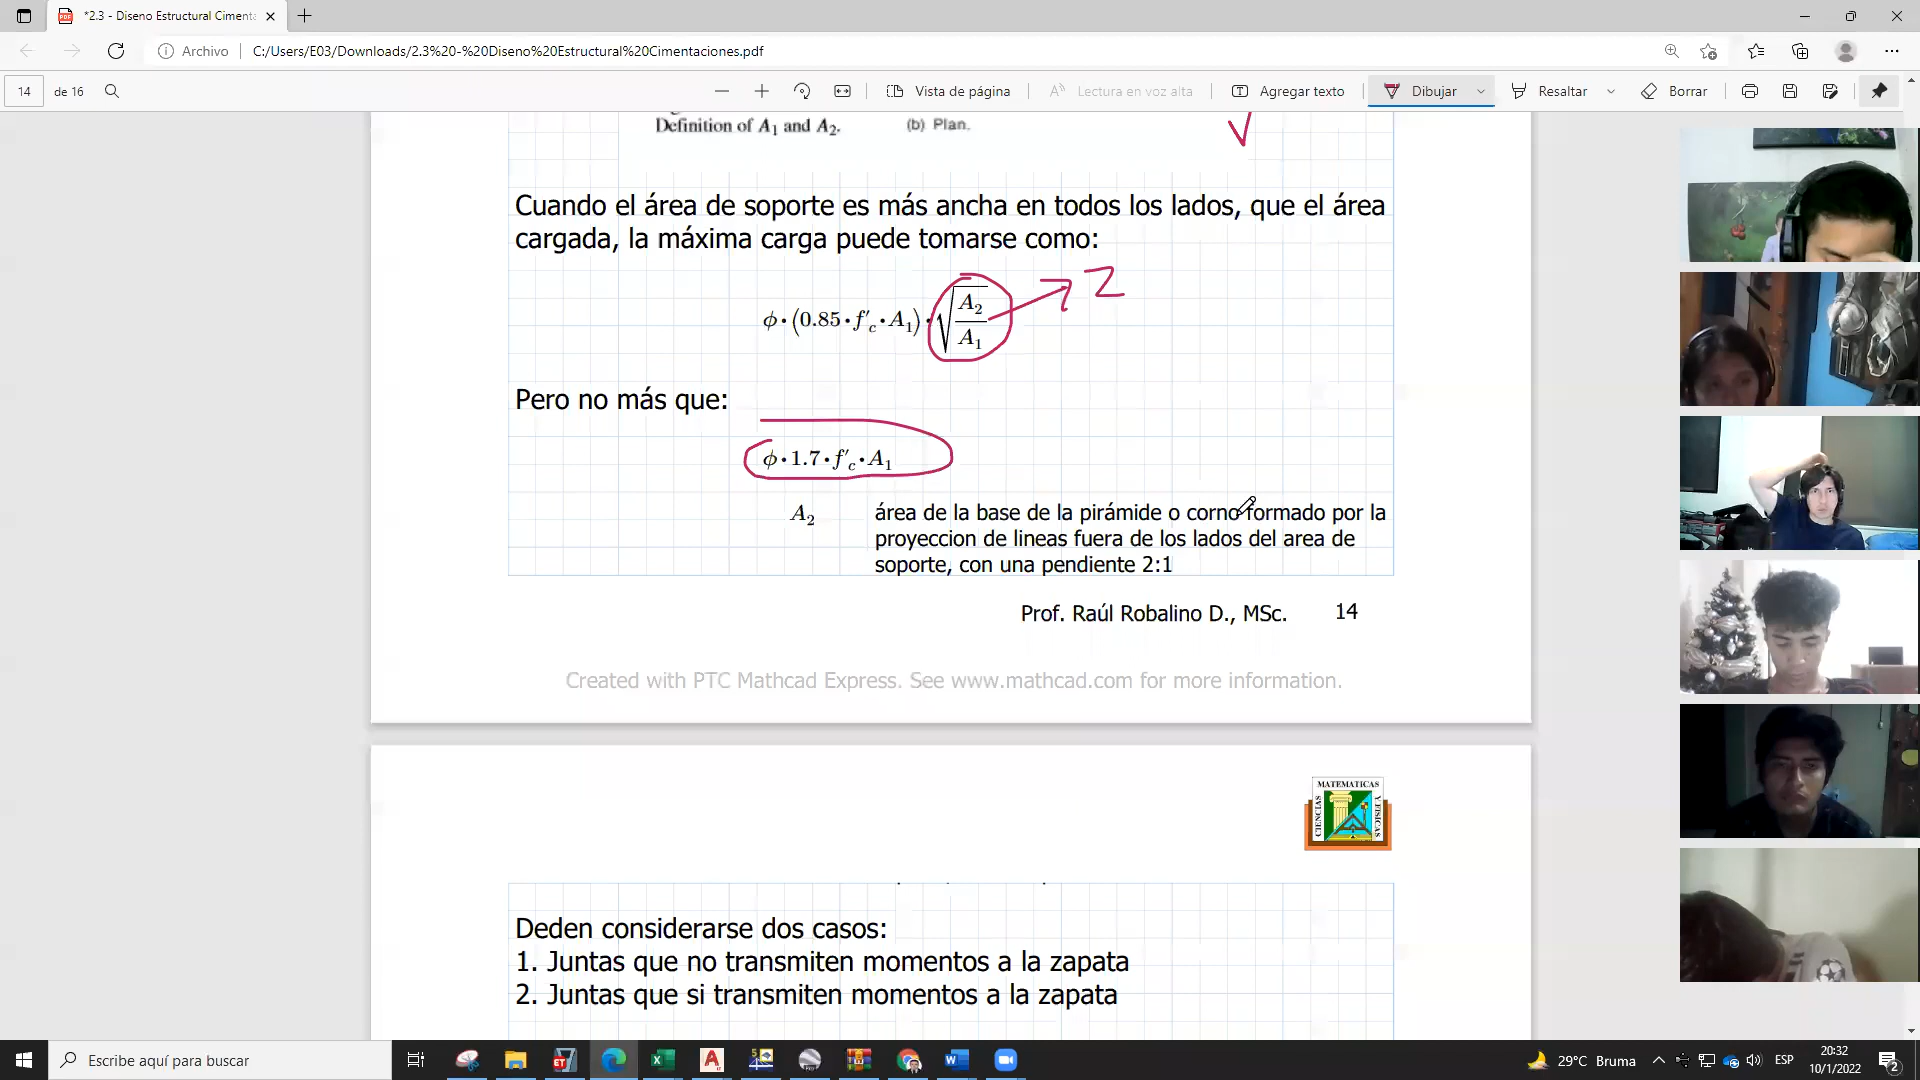 *2.3 - Diseno Estructural Cimenta
Archivo
C:/Users/E03/Downloads/2.3%20-%20Diseno%20Estructural%20Cimentaciones.pdf
14 de 16
Vista de página
Lectura en voz alta
Agregar texto
Dibujar
Resaltar
Borrar
Definition of A1 and A2. (b) Plan.
Cuando el área de soporte es más ancha en todos los lados, que el área
cargada, la máxima carga puede tomarse como:
ϕ·(0.85·f'c·A1)·√(A2/A1) 2
Pero no más que:
ϕ·1.7·f'c·A1
A2 área de la base de la pirámide o corno formado por la
proyeccion de lineas fuera de los lados del area de
soporte, con una pendiente 2:1
Prof. Raúl Robalino D., MSc. 14
Created with PTC Mathcad Express. See www.mathcad.com for more information.
MATEMATICAS
CIENCIAS
Y FISICAS
Deden considerarse dos casos:
1. Juntas que no transmiten momentos a la zapata
2. Juntas que si transmiten momentos a la zapata
Escribe aquí para buscar
29°C Bruma
ESP
20:32
10/1/2022
2